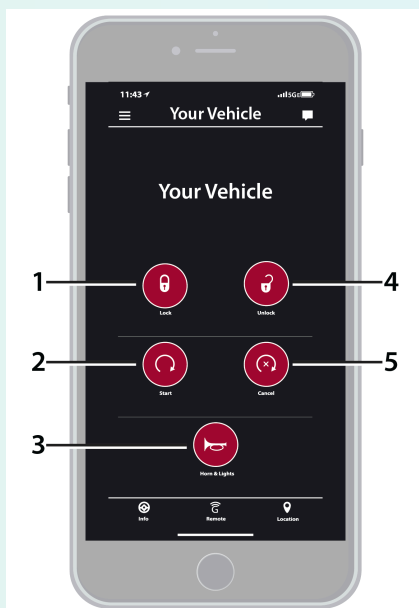 11:43 5GE
Your Vehicle
Your Vehicle
1 4
Lock Unlock
2 5
Start Cancel
3
Horn & Lights
Info Remote Location